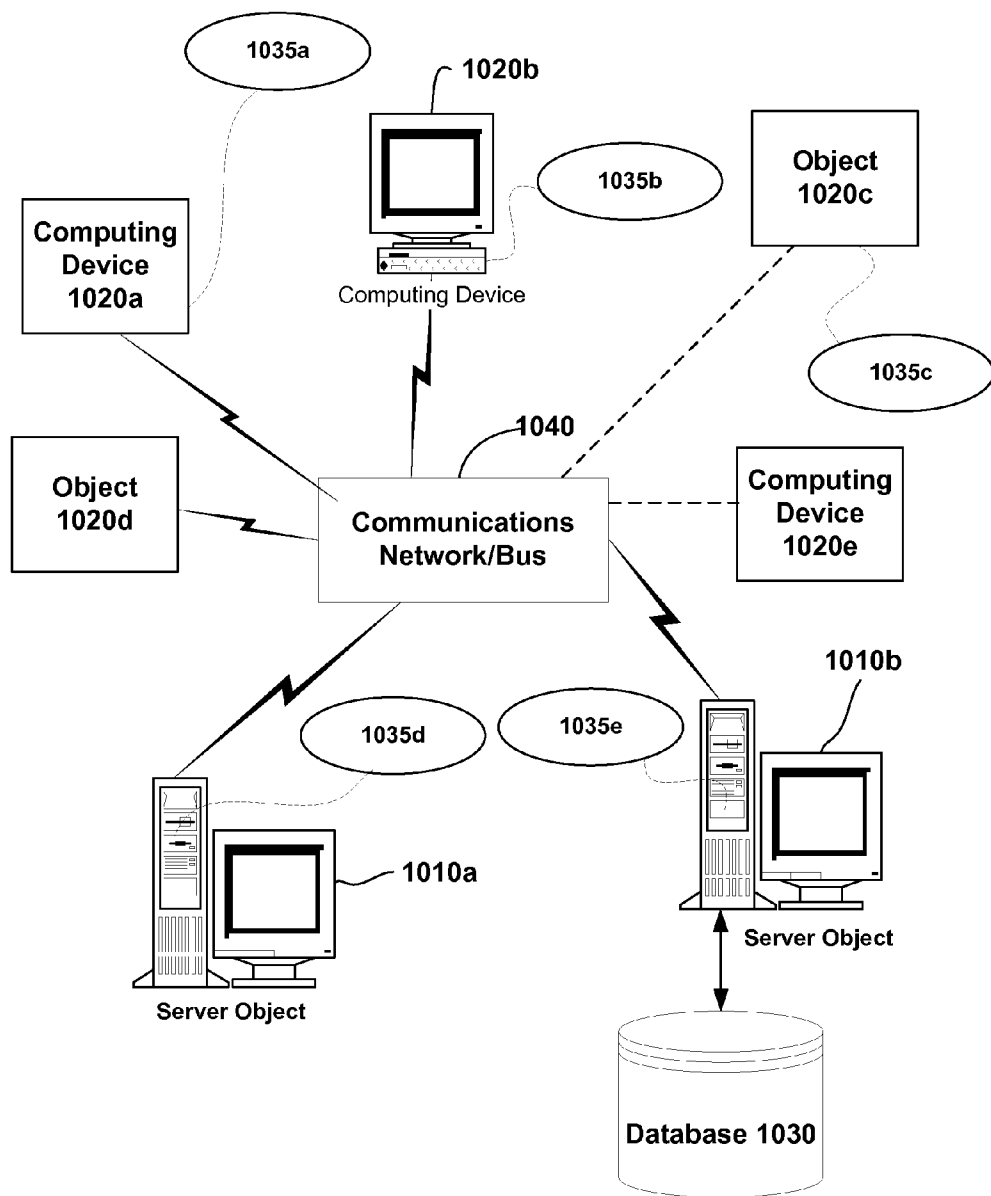 1035a
1020b
Object
1020c
1035b
Computing
Device
1020a
Computing Device
1035c
1040
Object
1020d
Communications
Network/Bus
Computing
Device
1020e
1010b
1035d
1035e
1010a
Server Object
Server Object
Database 1030